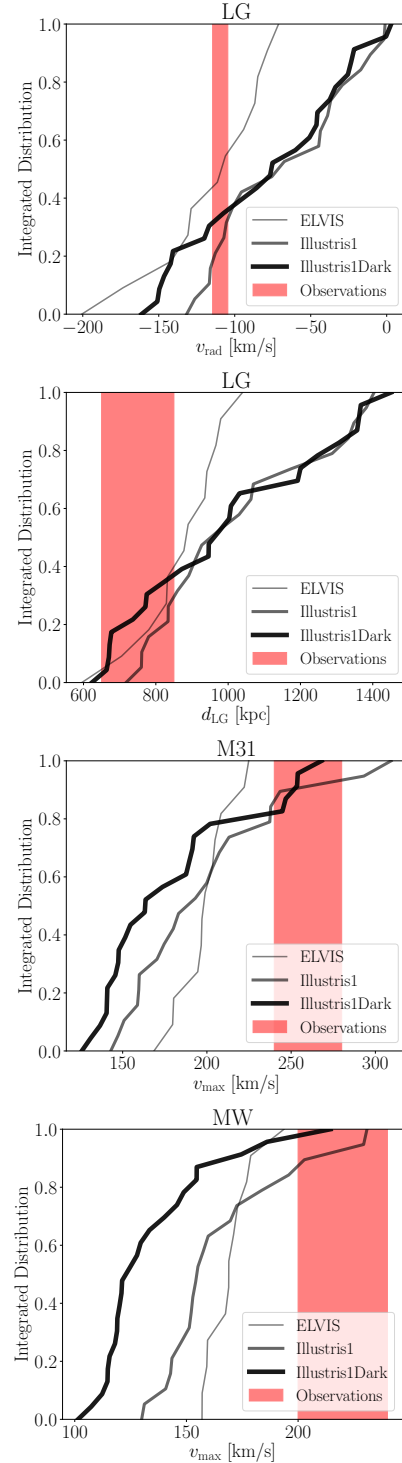 LG
Integrated Distribution
1.0
0.8
0.6
0.4
0.2
0.0
ELVIS
Illustris1
Illustris1Dark
Observations
−200 −150 −100 −50 0
v_rad [km/s]
LG
Integrated Distribution
1.0
0.8
0.6
0.4
0.2
0.0
ELVIS
Illustris1
Illustris1Dark
Observations
600 800 1000 1200 1400
d_LG [kpc]
M31
Integrated Distribution
1.0
0.8
0.6
0.4
0.2
0.0
ELVIS
Illustris1
Illustris1Dark
Observations
150 200 250 300
v_max [km/s]
MW
Integrated Distribution
1.0
0.8
0.6
0.4
0.2
0.0
ELVIS
Illustris1
Illustris1Dark
Observations
100 150 200
v_max [km/s]